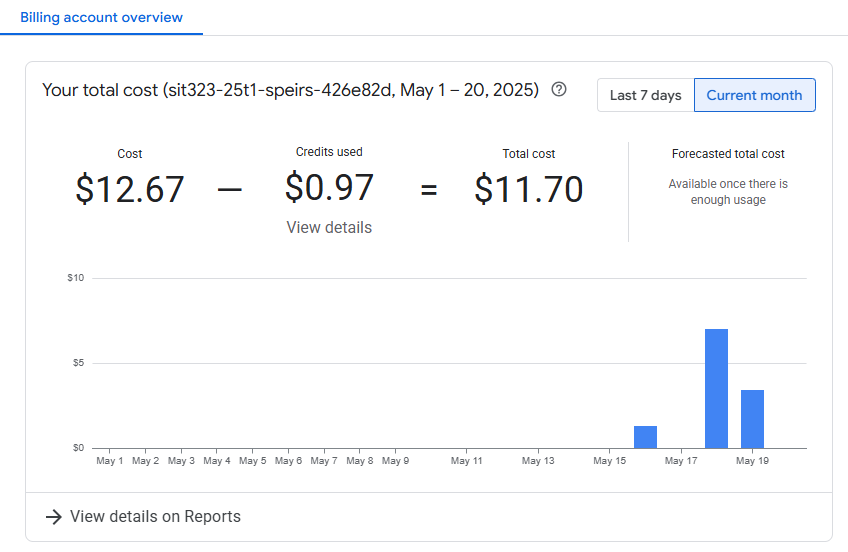 Billing account overview
Your total cost (sit323-25t1-speirs-426e82d, May 1 – 20, 2025)
Last 7 days
Current month
Cost
$12.67
—
Credits used
$0.97
View details
=
Total cost
$11.70
Forecasted total cost
Available once there is
enough usage
$10
$5
$0
May 1 May 2 May 3 May 4 May 5 May 6 May 7 May 8 May 9 May 11 May 13 May 15 May 17 May 19
View details on Reports